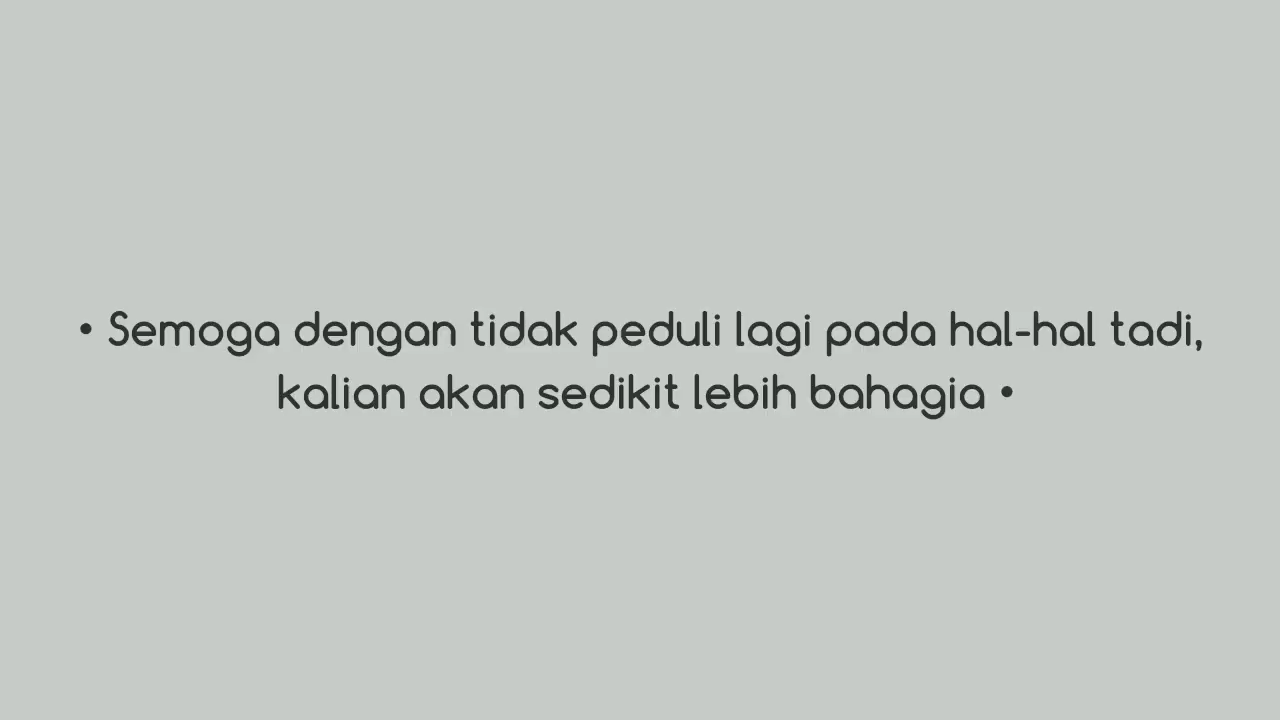 • Semoga dengan tidak peduli lagi pada hal-hal tadi,
kalian akan sedikit lebih bahagia •